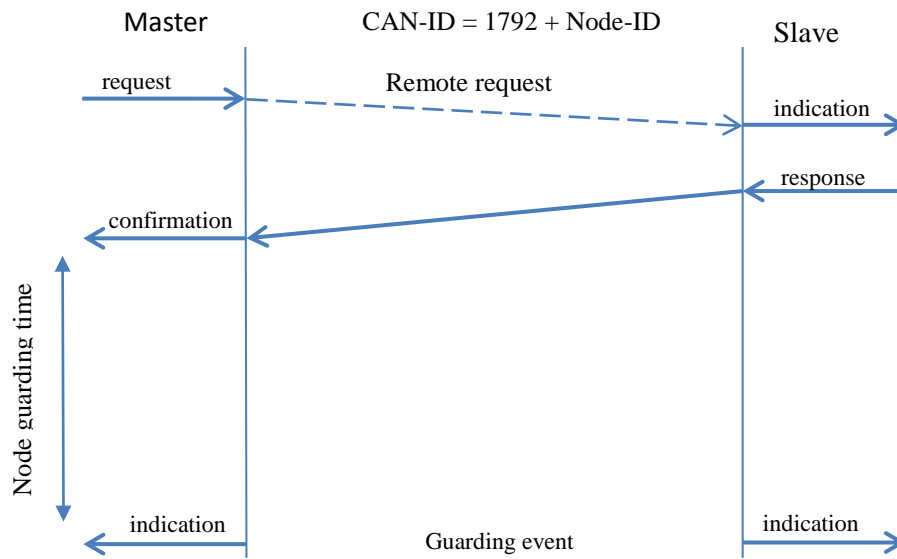 Master
CAN-ID = 1792 + Node-ID
Slave
request
Remote request
indication
response
confirmation
Node guarding time
indication
Guarding event
indication